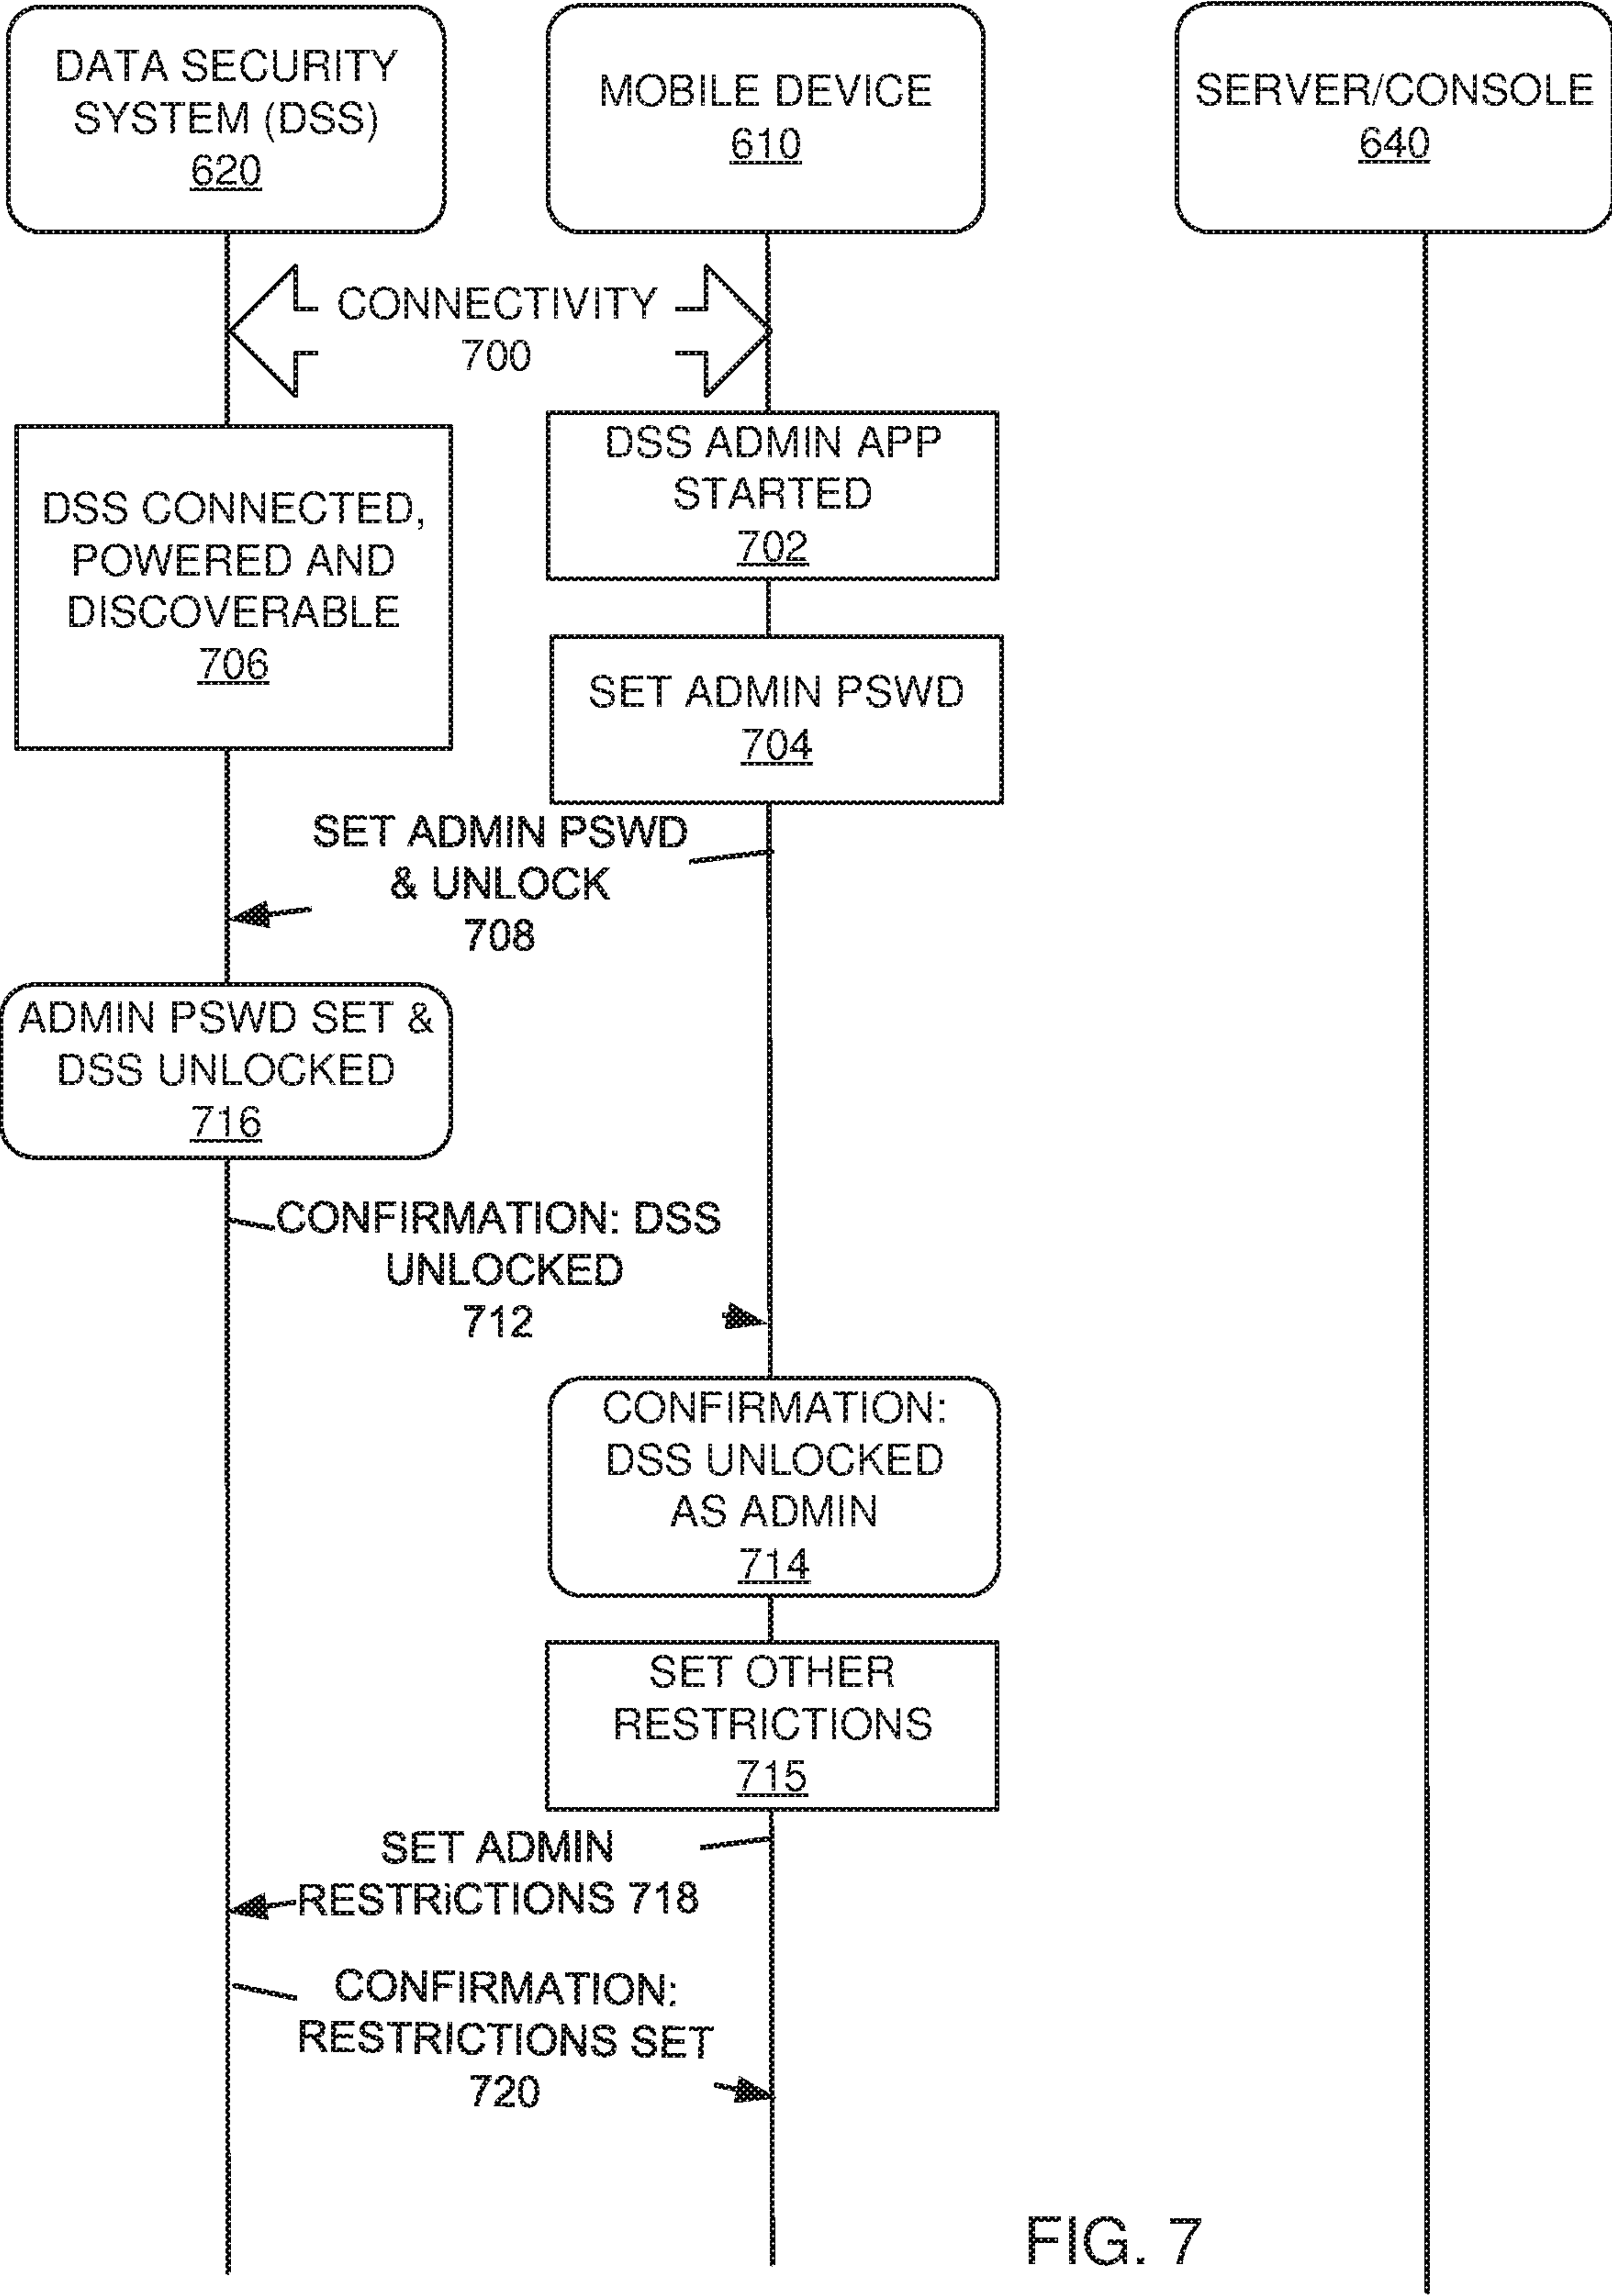 DATA SECURITY
SYSTEM (DSS)
620
MOBILE DEVICE
610
SERVER/CONSOLE
640
CONNECTIVITY
700
DSS CONNECTED,
POWERED AND
DISCOVERABLE
706
DSS ADMIN APP
STARTED
702
SET ADMIN PSWD
704
SET ADMIN PSWD
& UNLOCK
708
ADMIN PSWD SET &
DSS UNLOCKED
716
CONFIRMATION: DSS
UNLOCKED
712
CONFIRMATION:
DSS UNLOCKED
AS ADMIN
714
SET OTHER
RESTRICTIONS
715
SET ADMIN
RESTRiCTIONS 718
CONFIRMATION:
RESTRICTIONS SET
720
FIG. 7